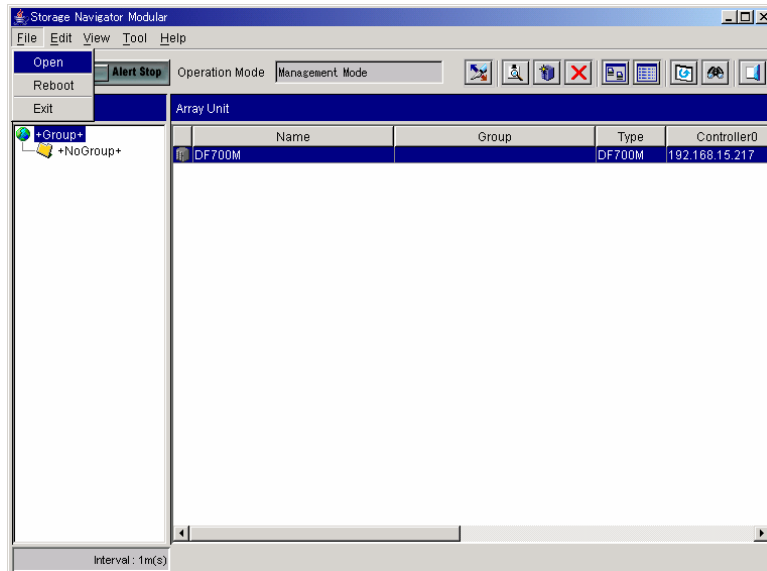 Storage Navigator Modular
File Edit View Tool Help
Open
Reboot
Exit
Alert Stop
Operation Mode
Management Mode
Array Unit
+Group+
+NoGroup+
Name Group Type Controller0
DF700M DF700M 192.168.15.217
Interval : 1m(s)